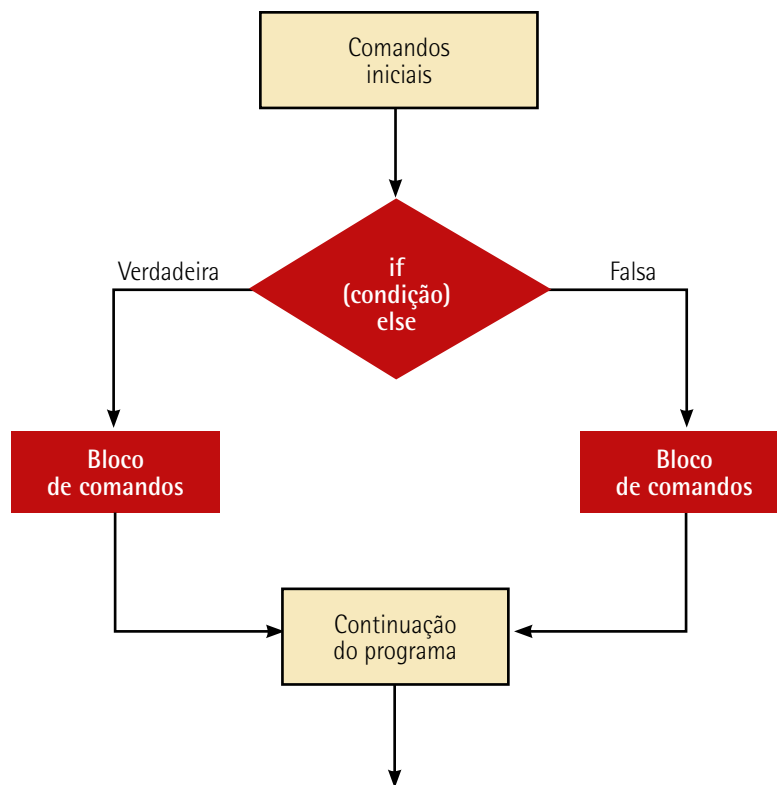 Comandos
iniciais
Verdadeira
if
(condição)
else
Falsa
Bloco
de comandos
Bloco
de comandos
Continuação
do programa